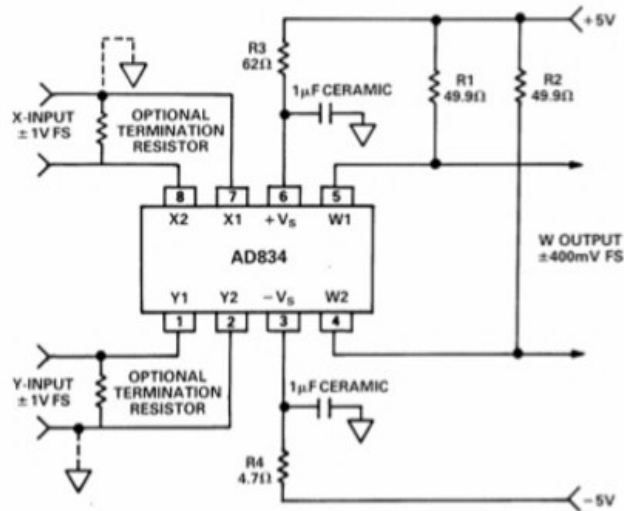 +5V
R3
62Ω
R1
49.9Ω
R2
49.9Ω
1μF CERAMIC
X-INPUT
±1V FS
OPTIONAL
TERMINATION
RESISTOR
8
7
6
5
X2
X1
+VS
W1
AD834
W OUTPUT
±400mV FS
Y1
Y2
−VS
W2
1
2
3
4
Y-INPUT
±1V FS
OPTIONAL
TERMINATION
RESISTOR
1μF CERAMIC
R4
4.7Ω
−5V